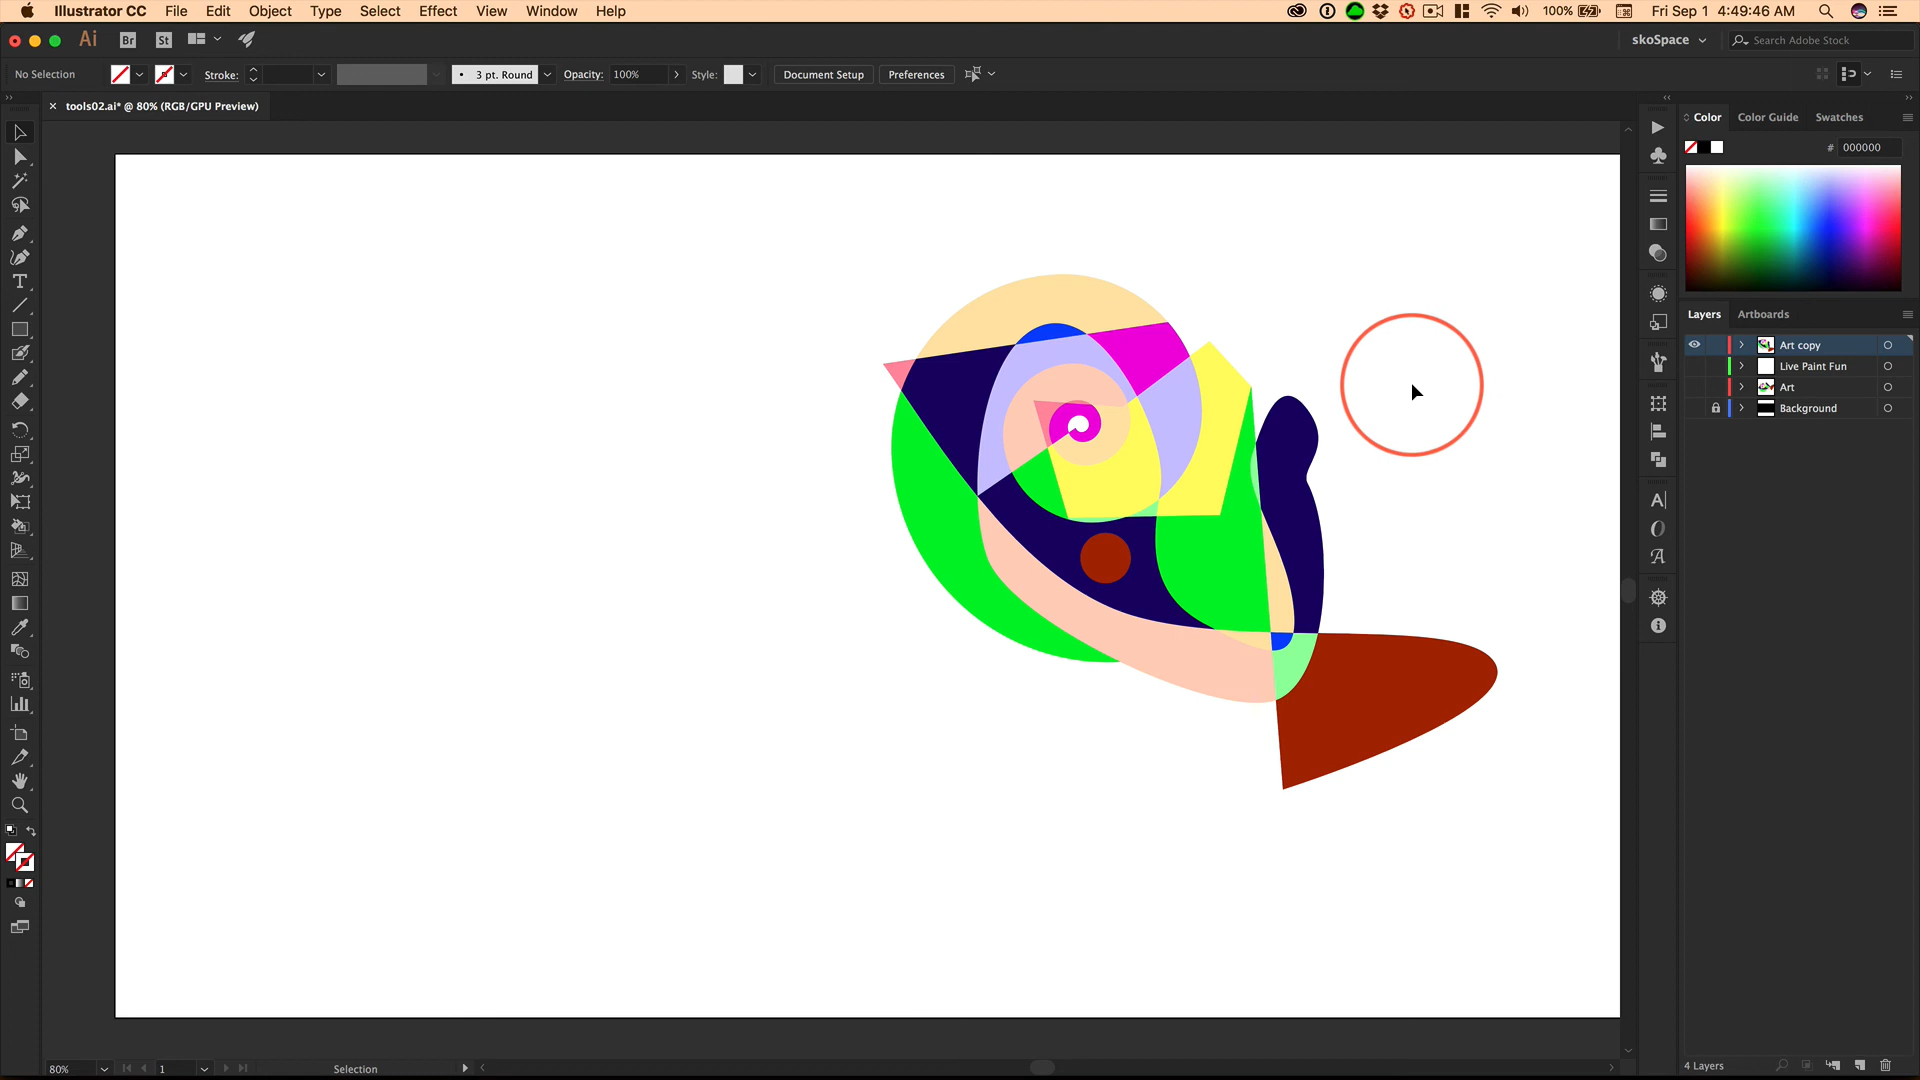 Illustrator CC File Edit Object Type Select Effect View Window Help
100% Fri Sep 1 4:49:46 AM
Ai Br St
skoSpace Search Adobe Stock
No Selection Stroke: 3 pt. Round Opacity: 100% Style: Document Setup Preferences
tools02.ai* @ 80% (RGB/GPU Preview)
Color Color Guide Swatches
# 000000
Layers Artboards
Art copy
Live Paint Fun
Art
Background
80% 1 Selection
4 Layers